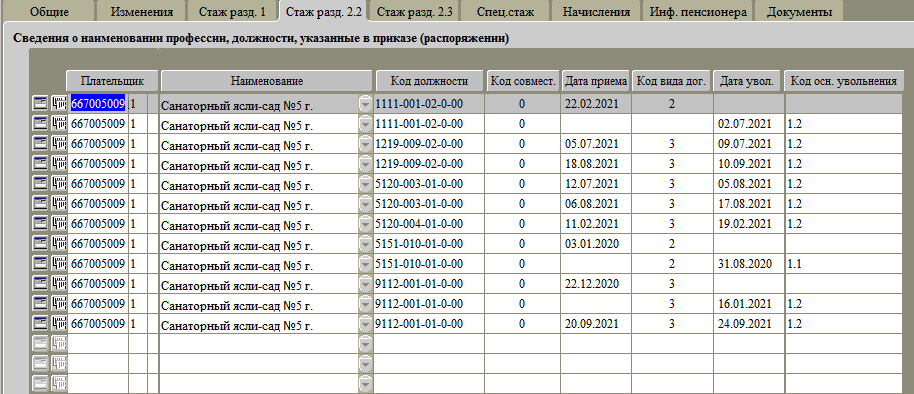 Общие Изменения Стаж разд. 1 Стаж разд. 2.2 Стаж разд. 2.3 Спец.стаж Начисления Инф. пенсионера Документы
Сведения о наименовании профессии, должности, указанные в приказе (распоряжении)
Плательщик Наименование Код должности Код совмест. Дата приема Код вида дог. Дата увол. Код осн. увольнения
667005009 1 Санаторный ясли-сад №5 г. 1111-001-02-0-00 0 22.02.2021 2
667005009 1 Санаторный ясли-сад №5 г. 1111-001-02-0-00 0 02.07.2021 1.2
667005009 1 Санаторный ясли-сад №5 г. 1219-009-02-0-00 0 05.07.2021 3 09.07.2021 1.2
667005009 1 Санаторный ясли-сад №5 г. 1219-009-02-0-00 0 18.08.2021 3 10.09.2021 1.2
667005009 1 Санаторный ясли-сад №5 г. 5120-003-01-0-00 0 12.07.2021 3 05.08.2021 1.2
667005009 1 Санаторный ясли-сад №5 г. 5120-003-01-0-00 0 06.08.2021 3 17.08.2021 1.2
667005009 1 Санаторный ясли-сад №5 г. 5120-004-01-0-00 0 11.02.2021 3 19.02.2021 1.2
667005009 1 Санаторный ясли-сад №5 г. 5151-010-01-0-00 0 03.01.2020 2
667005009 1 Санаторный ясли-сад №5 г. 5151-010-01-0-00 0 2 31.08.2020 1.1
667005009 1 Санаторный ясли-сад №5 г. 9112-001-01-0-00 0 22.12.2020 3
667005009 1 Санаторный ясли-сад №5 г. 9112-001-01-0-00 0 3 16.01.2021 1.2
667005009 1 Санаторный ясли-сад №5 г. 9112-001-01-0-00 0 20.09.2021 3 24.09.2021 1.2